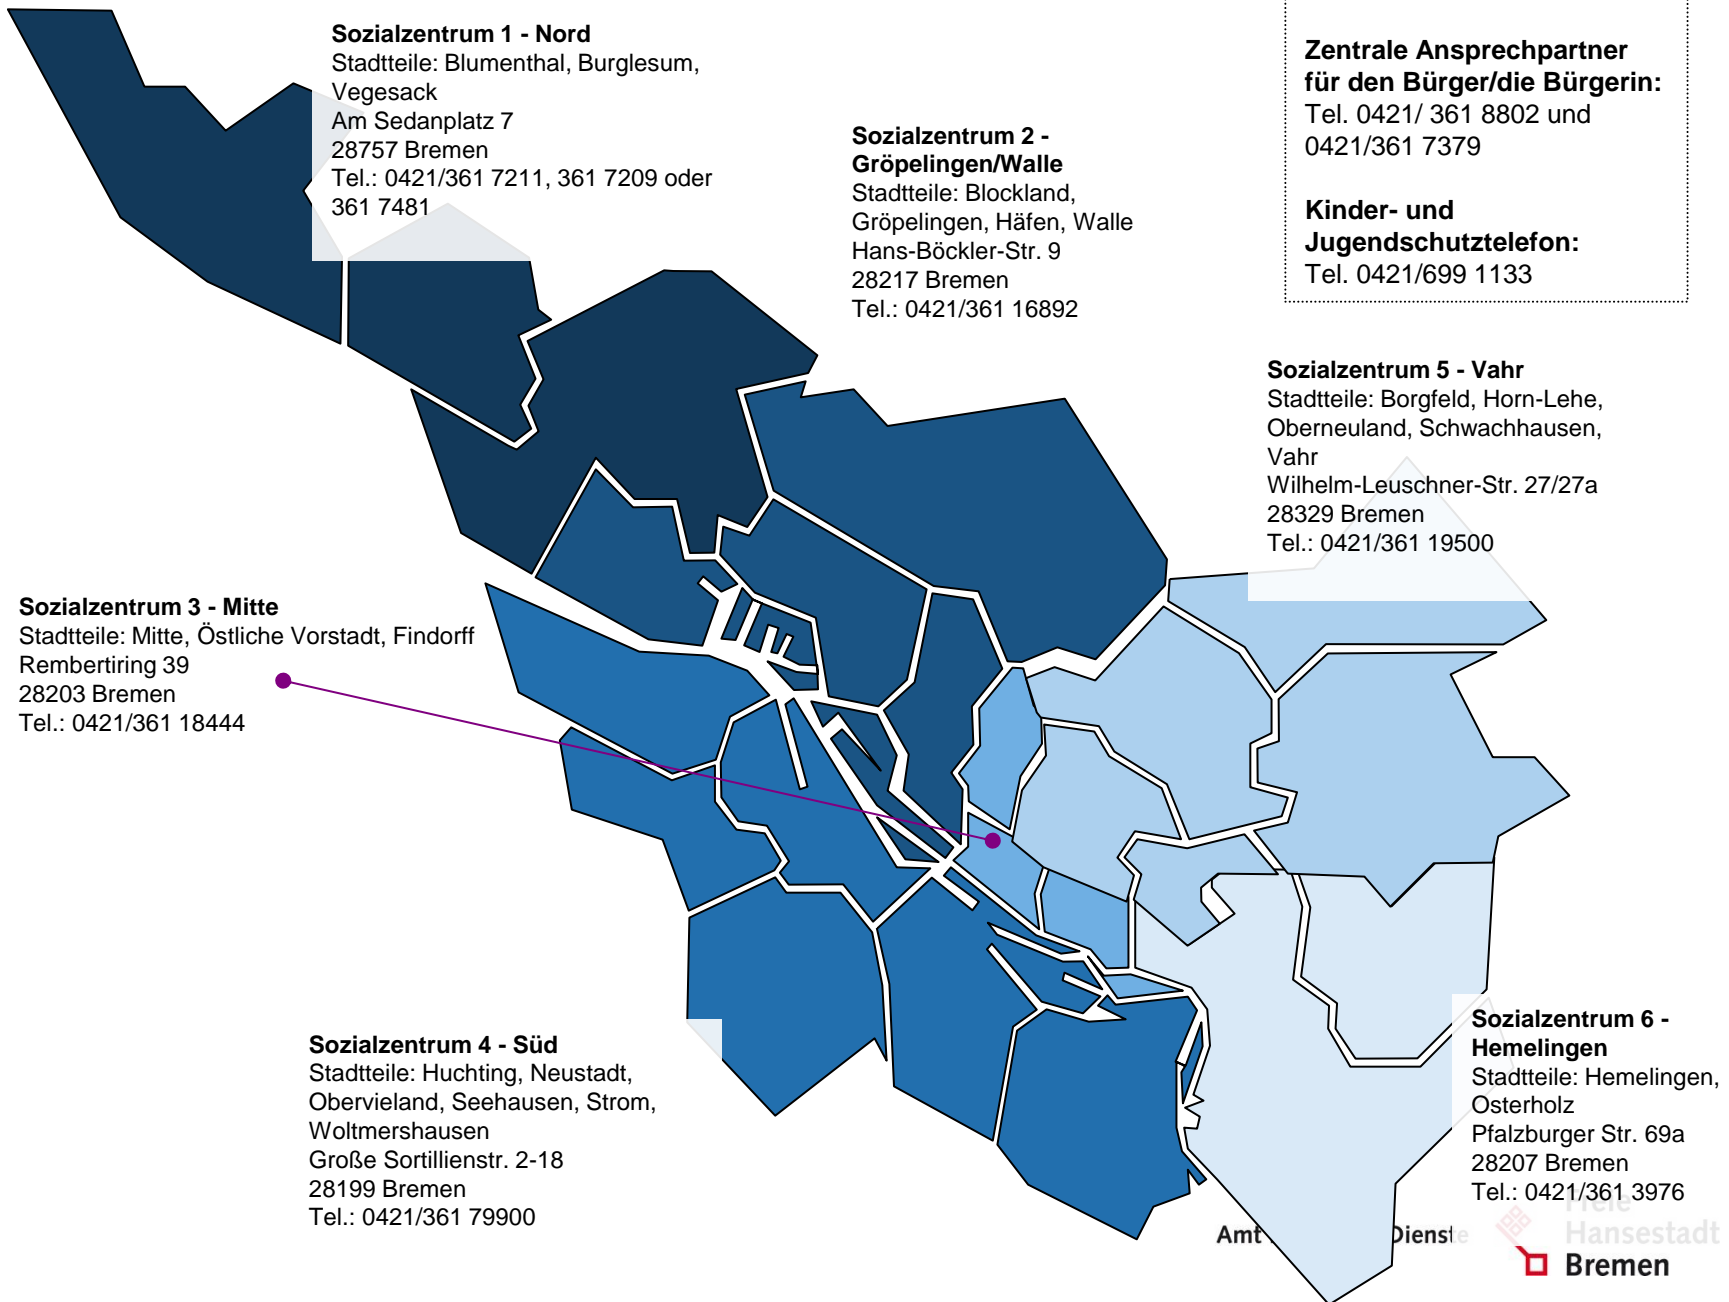 Sozialzentrum 1 - Nord
Stadtteile: Blumenthal, Burglesum,
Vegesack
Am Sedanplatz 7
28757 Bremen
Tel.: 0421/361 7211, 361 7209 oder
361 7481
Sozialzentrum 2 -
Gröpelingen/Walle
Stadtteile: Blockland,
Gröpelingen, Häfen, Walle
Hans-Böckler-Str. 9
28217 Bremen
Tel.: 0421/361 16892
Zentrale Ansprechpartner
für den Bürger/die Bürgerin:
Tel. 0421/ 361 8802 und
0421/361 7379
Kinder- und
Jugendschutztelefon:
Tel. 0421/699 1133
Sozialzentrum 5 - Vahr
Stadtteile: Borgfeld, Horn-Lehe,
Oberneuland, Schwachhausen,
Vahr
Wilhelm-Leuschner-Str. 27/27a
28329 Bremen
Tel.: 0421/361 19500
Sozialzentrum 3 - Mitte
Stadtteile: Mitte, Östliche Vorstadt, Findorff
Rembertiring 39
28203 Bremen
Tel.: 0421/361 18444
Sozialzentrum 4 - Süd
Stadtteile: Huchting, Neustadt,
Obervieland, Seehausen, Strom,
Woltmershausen
Große Sortillienstr. 2-18
28199 Bremen
Tel.: 0421/361 79900
Sozialzentrum 6 -
Hemelingen
Stadtteile: Hemelingen,
Osterholz
Pfalzburger Str. 69a
28207 Bremen
Tel.: 0421/361 3976
Amt Dienste
Freie
Hansestadt
Bremen